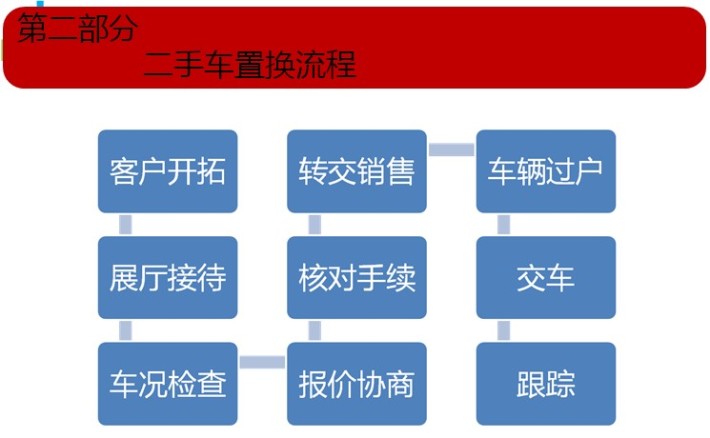 第二部分
二手车置换流程
客户开拓
展厅接待
车况检查
报价协商
核对手续
转交销售
车辆过户
交车
跟踪